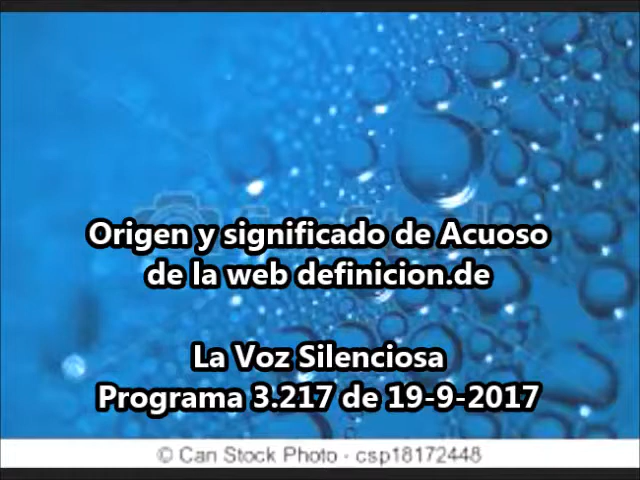 Origen y significado de Acuoso
de la web definicion.de
La Voz Silenciosa
Programa 3.217 de 19-9-2017
© Can Stock Photo - csp18172448